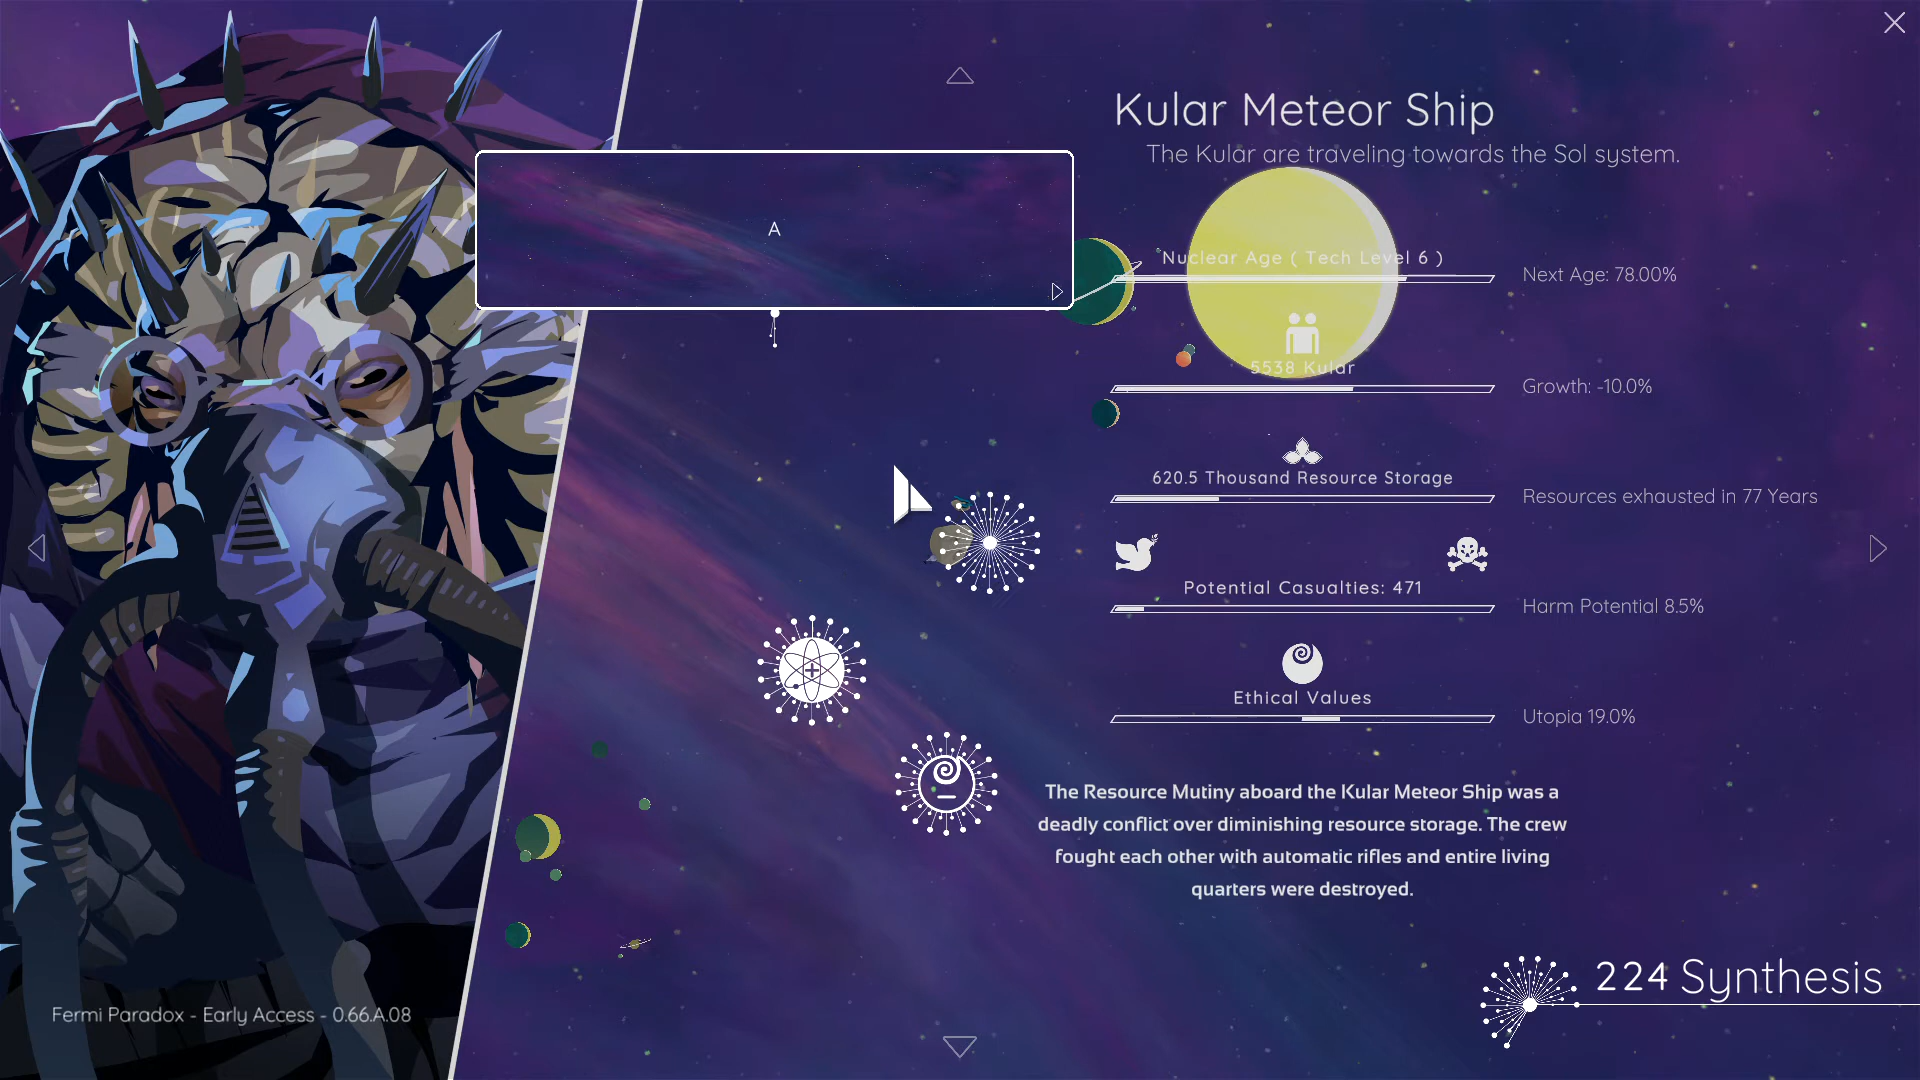 Kular Meteor Ship
The Kular are traveling towards the Sol system.
A
Nuclear Age ( Tech Level 6 )
Next Age: 78.00%
5538 Kular
Growth: -10.0%
620.5 Thousand Resource Storage
Resources exhausted in 77 Years
Potential Casualties: 471
Harm Potential 8.5%
Ethical Values
Utopia 19.0%
The Resource Mutiny aboard the Kular Meteor Ship was a
deadly conflict over diminishing resource storage. The crew
fought each other with automatic rifles and entire living
quarters were destroyed.
224 Synthesis
Fermi Paradox - Early Access - 0.66.A.08